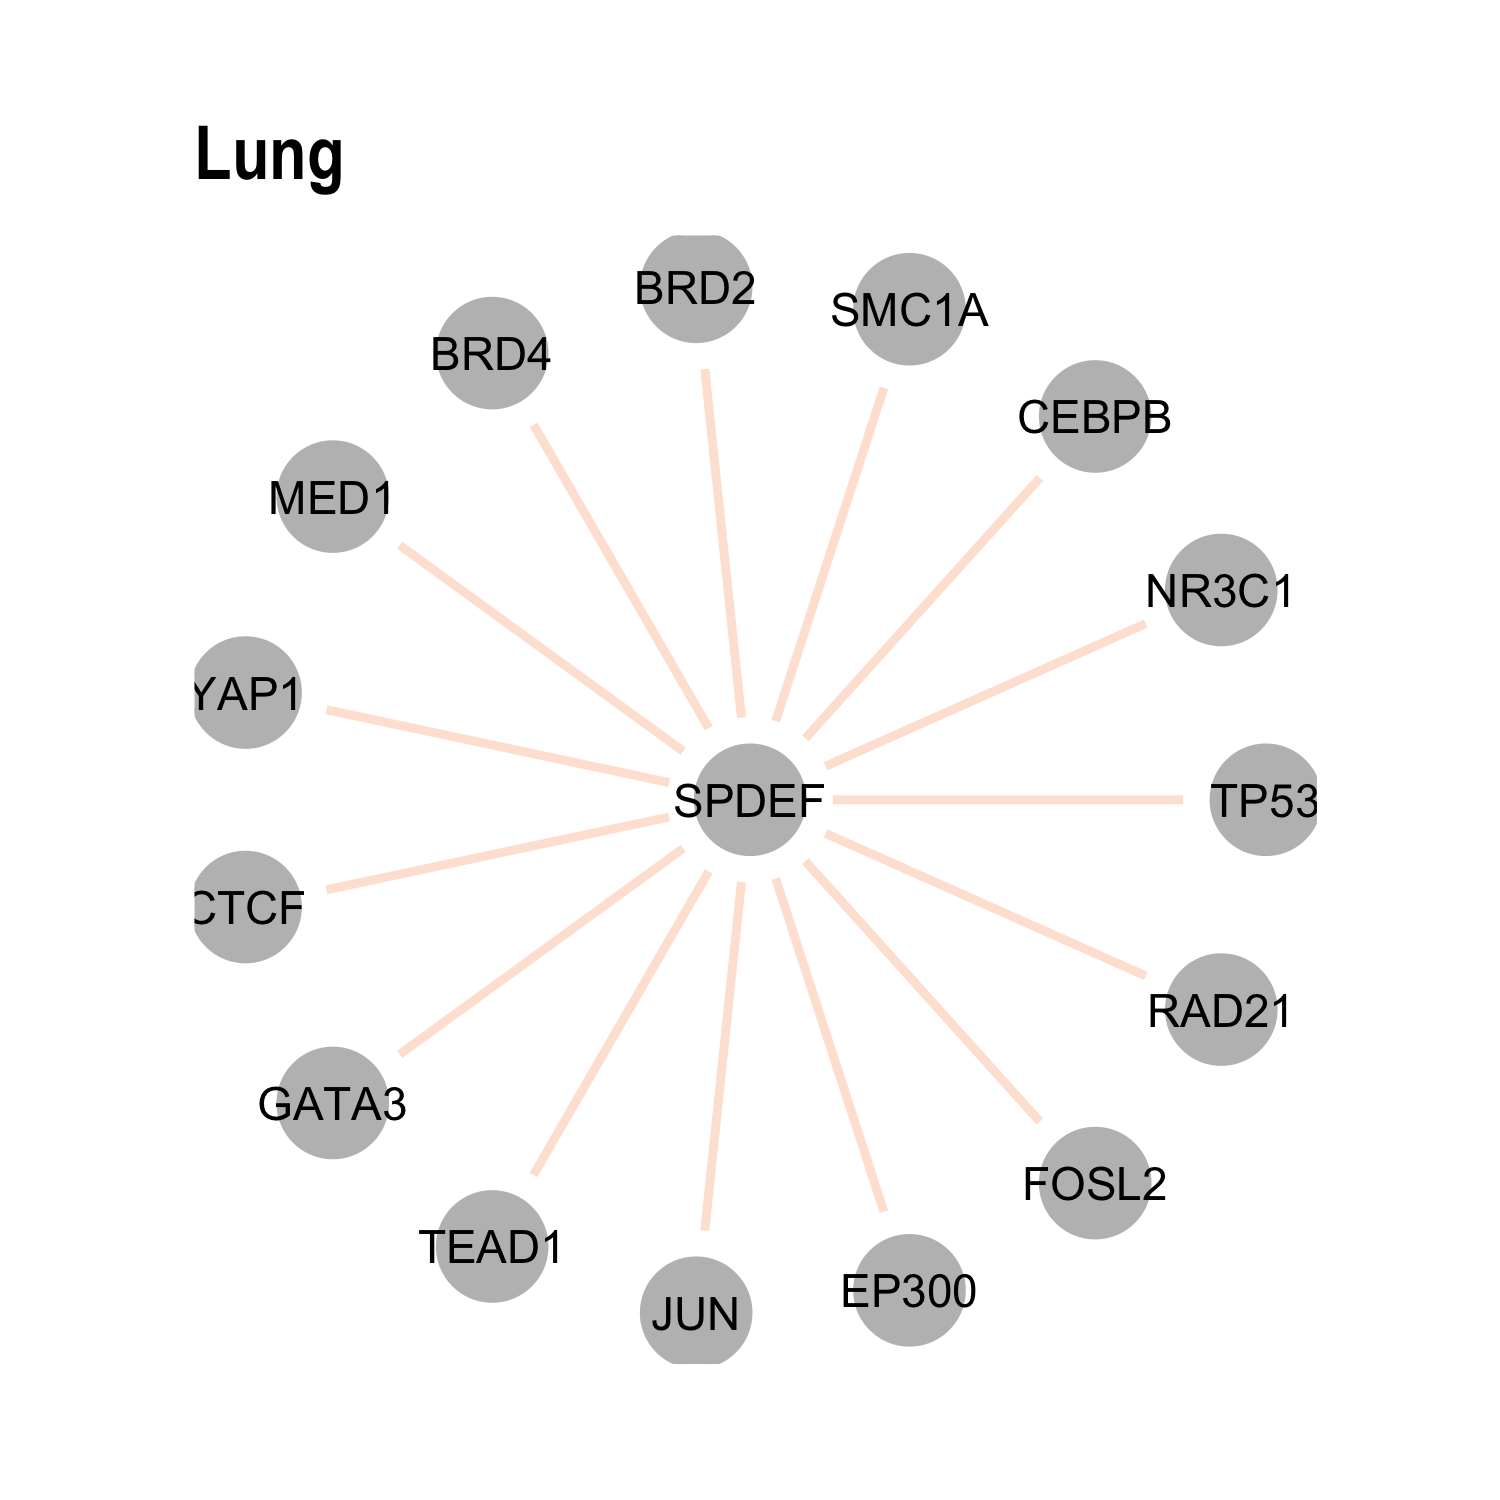 Lung
BRD2
SMC1A
BRD4
CEBPB
MED1
NR3C1
YAP1
SPDEF
TP53
CTCF
RAD21
GATA3
FOSL2
TEAD1
EP300
JUN